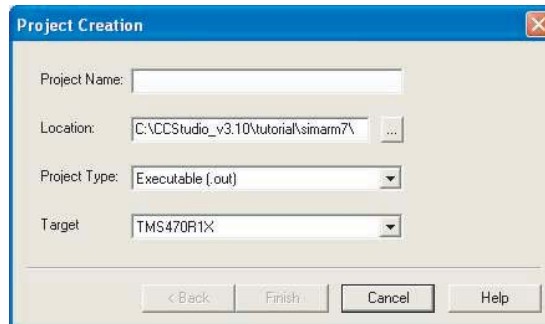 Project Creation
Project Name:
Location: C:\CCStudio_v3.10\tutorial\simarm7\ ...
Project Type: Executable (.out)
Target TMS470R1X
< Back Finish Cancel Help